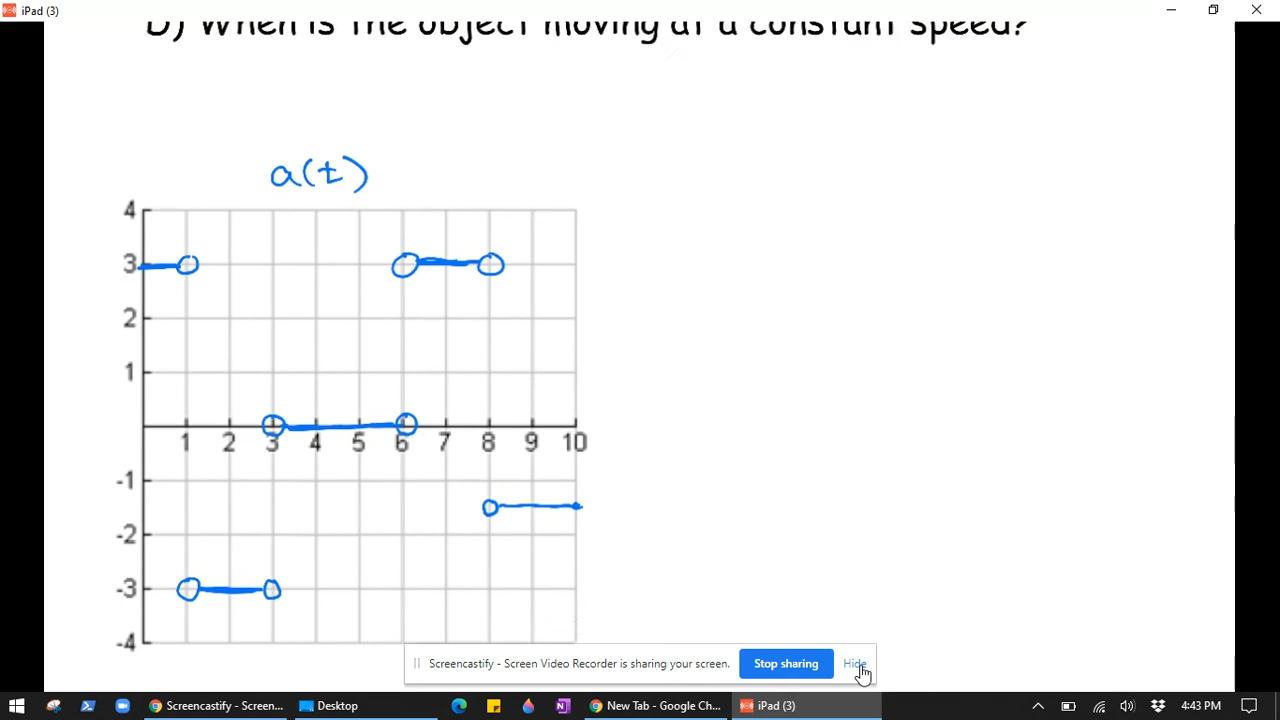 iPad (3)
D) When is the object moving at a constant speed?
a(t)
4
3
2
1
1 2 3 4 5 6 7 8 9 10
-1
-2
-3
-4
Screencastify - Screen Video Recorder is sharing your screen. Stop sharing Hide
Screencastify - Screen... Desktop New Tab - Google Ch... iPad (3) 4:43 PM